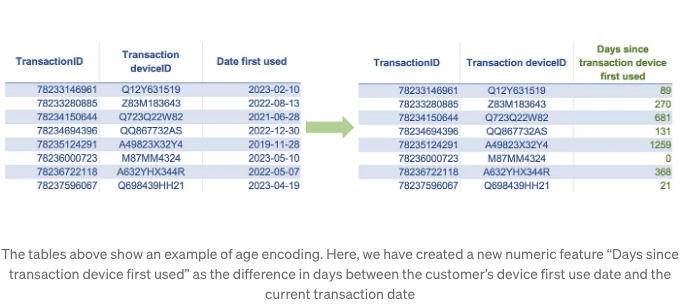 TransactionID Transaction deviceID Date first used
78233146961 Q12Y631519 2023-02-10
78233280885 Z83M183643 2022-08-13
78234150644 Q723Q22W82 2021-06-28
78234694396 QQ867732AS 2022-12-30
78235124291 A49823X32Y4 2019-11-28
78236000723 M87MM4324 2023-05-10
78236722118 A632YHX344R 2022-05-07
78237596067 Q698439HH21 2023-04-19
TransactionID Transaction deviceID Days since transaction device first used
78233146961 Q12Y631519 89
78233280885 Z83M183643 270
78234150644 Q723Q22W82 681
78234694396 QQ867732AS 131
78235124291 A49823X32Y4 1259
78236000723 M87MM4324 0
78236722118 A632YHX344R 368
78237596067 Q698439HH21 21
The tables above show an example of age encoding. Here, we have created a new numeric feature “Days since
transaction device first used” as the difference in days between the customer’s device first use date and the
current transaction date